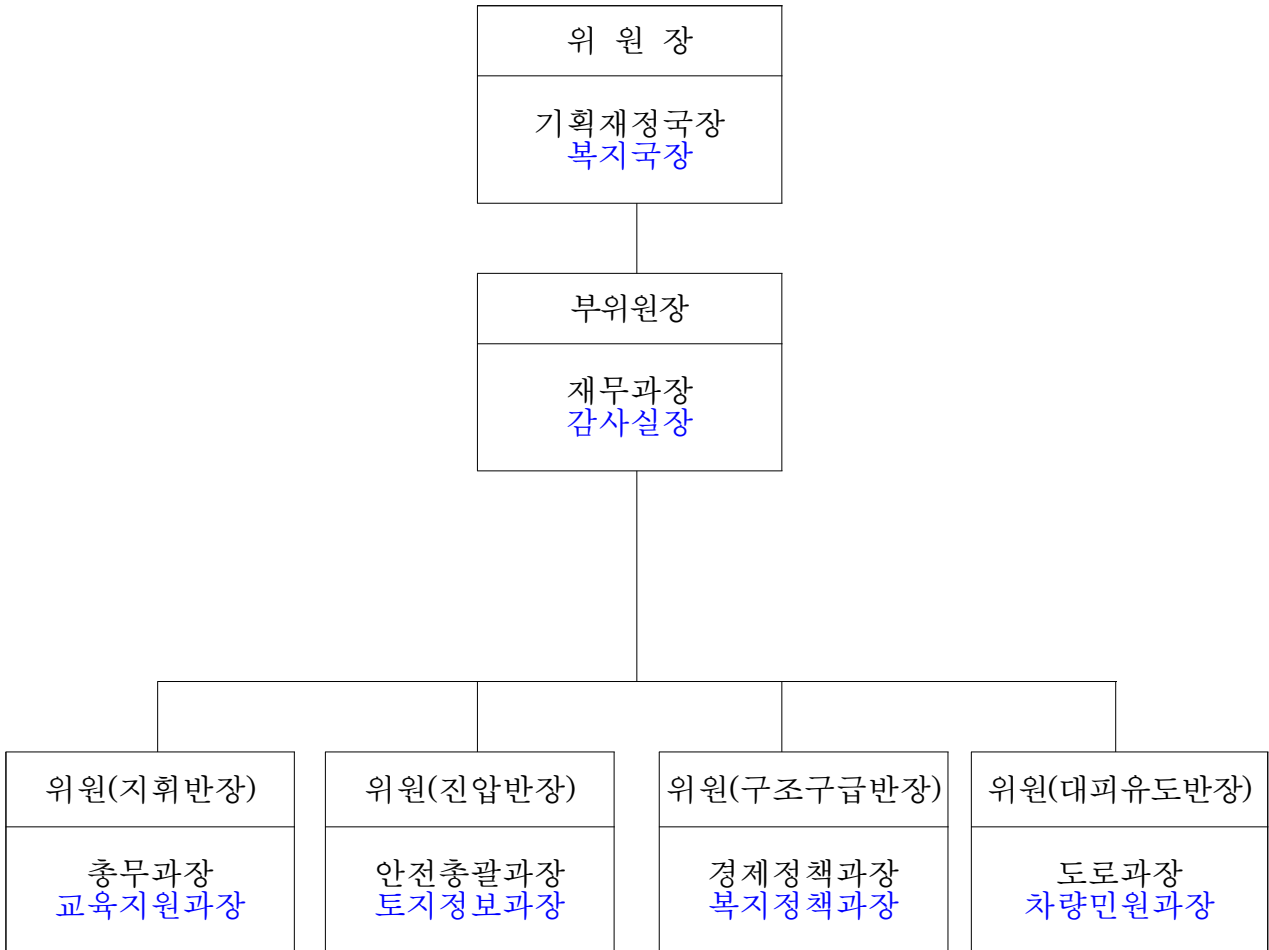 위 원 장
기획재정국장
복지국장
부위원장
재무과장
감사실장
위원(지휘반장)
총무과장
교육지원과장
위원(진압반장)
안전총괄과장
토지정보과장
위원(구조구급반장)
경제정책과장
복지정책과장
위원(대피유도반장)
도로과장
차량민원과장